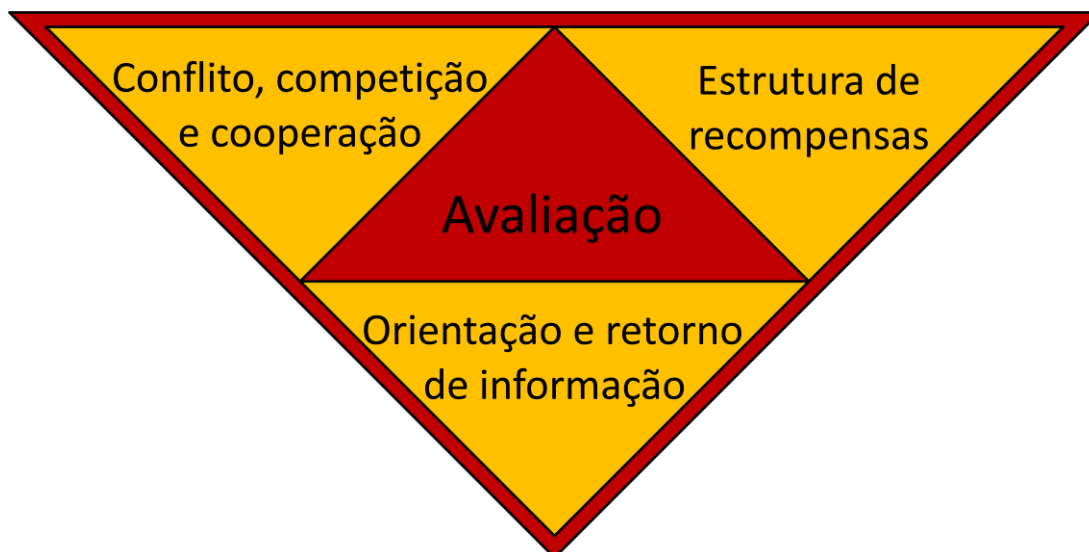 Conflito, competição
e cooperação
Estrutura de
recompensas
Avaliação
Orientação e retorno
de informação